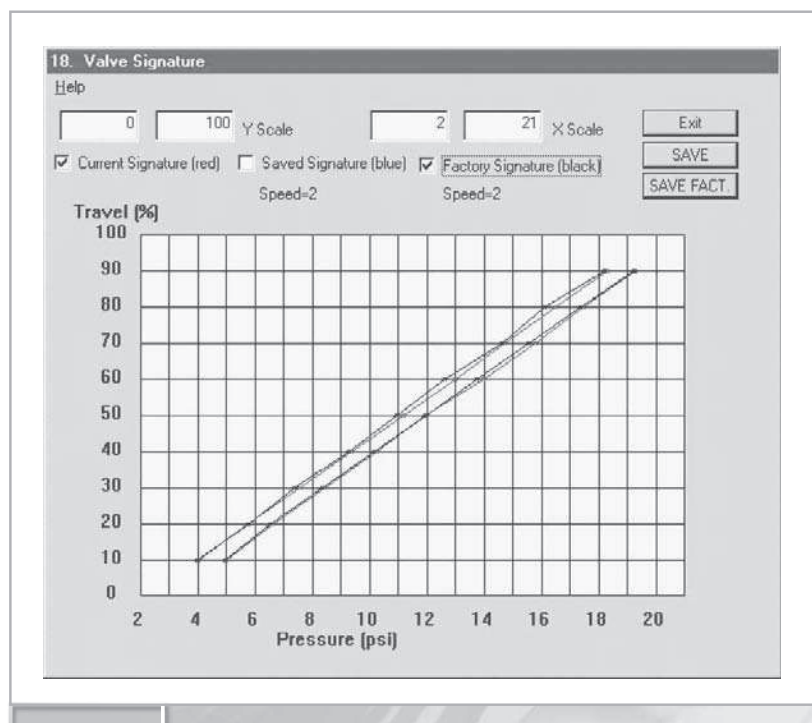 18. Valve Signature
Help
0 100 Y Scale 2 21 X Scale Exit
Current Signature (red) Saved Signature (blue) Factory Signature (black) SAVE
Speed=2 Speed=2 SAVE FACT.
Travel (%)
100
90
80
70
60
50
40
30
20
10
0
2 4 6 8 10 12 14 16 18 20
Pressure (psi)